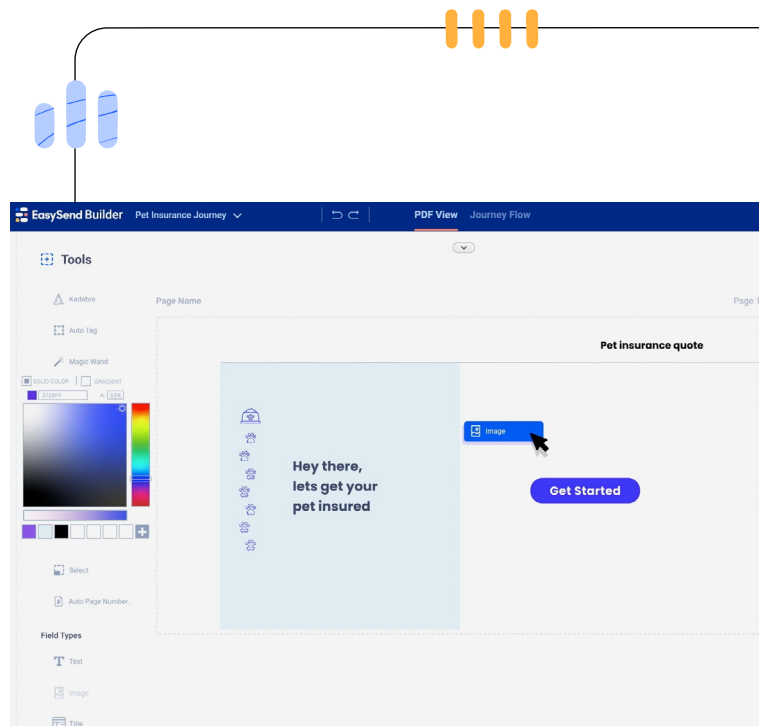 EasySend Builder Pet Insurance Journey PDF View Journey Flow
Tools
Kadabra
Page Name
Page
Auto Tag
Pet insurance quote
Magic Wand
SOLID COLOR GRADIENT
5728FF A: 55%
Image
Hey there,
lets get your
pet insured
Get Started
Select
Auto Page Number..
Field Types
Text
Image
Title